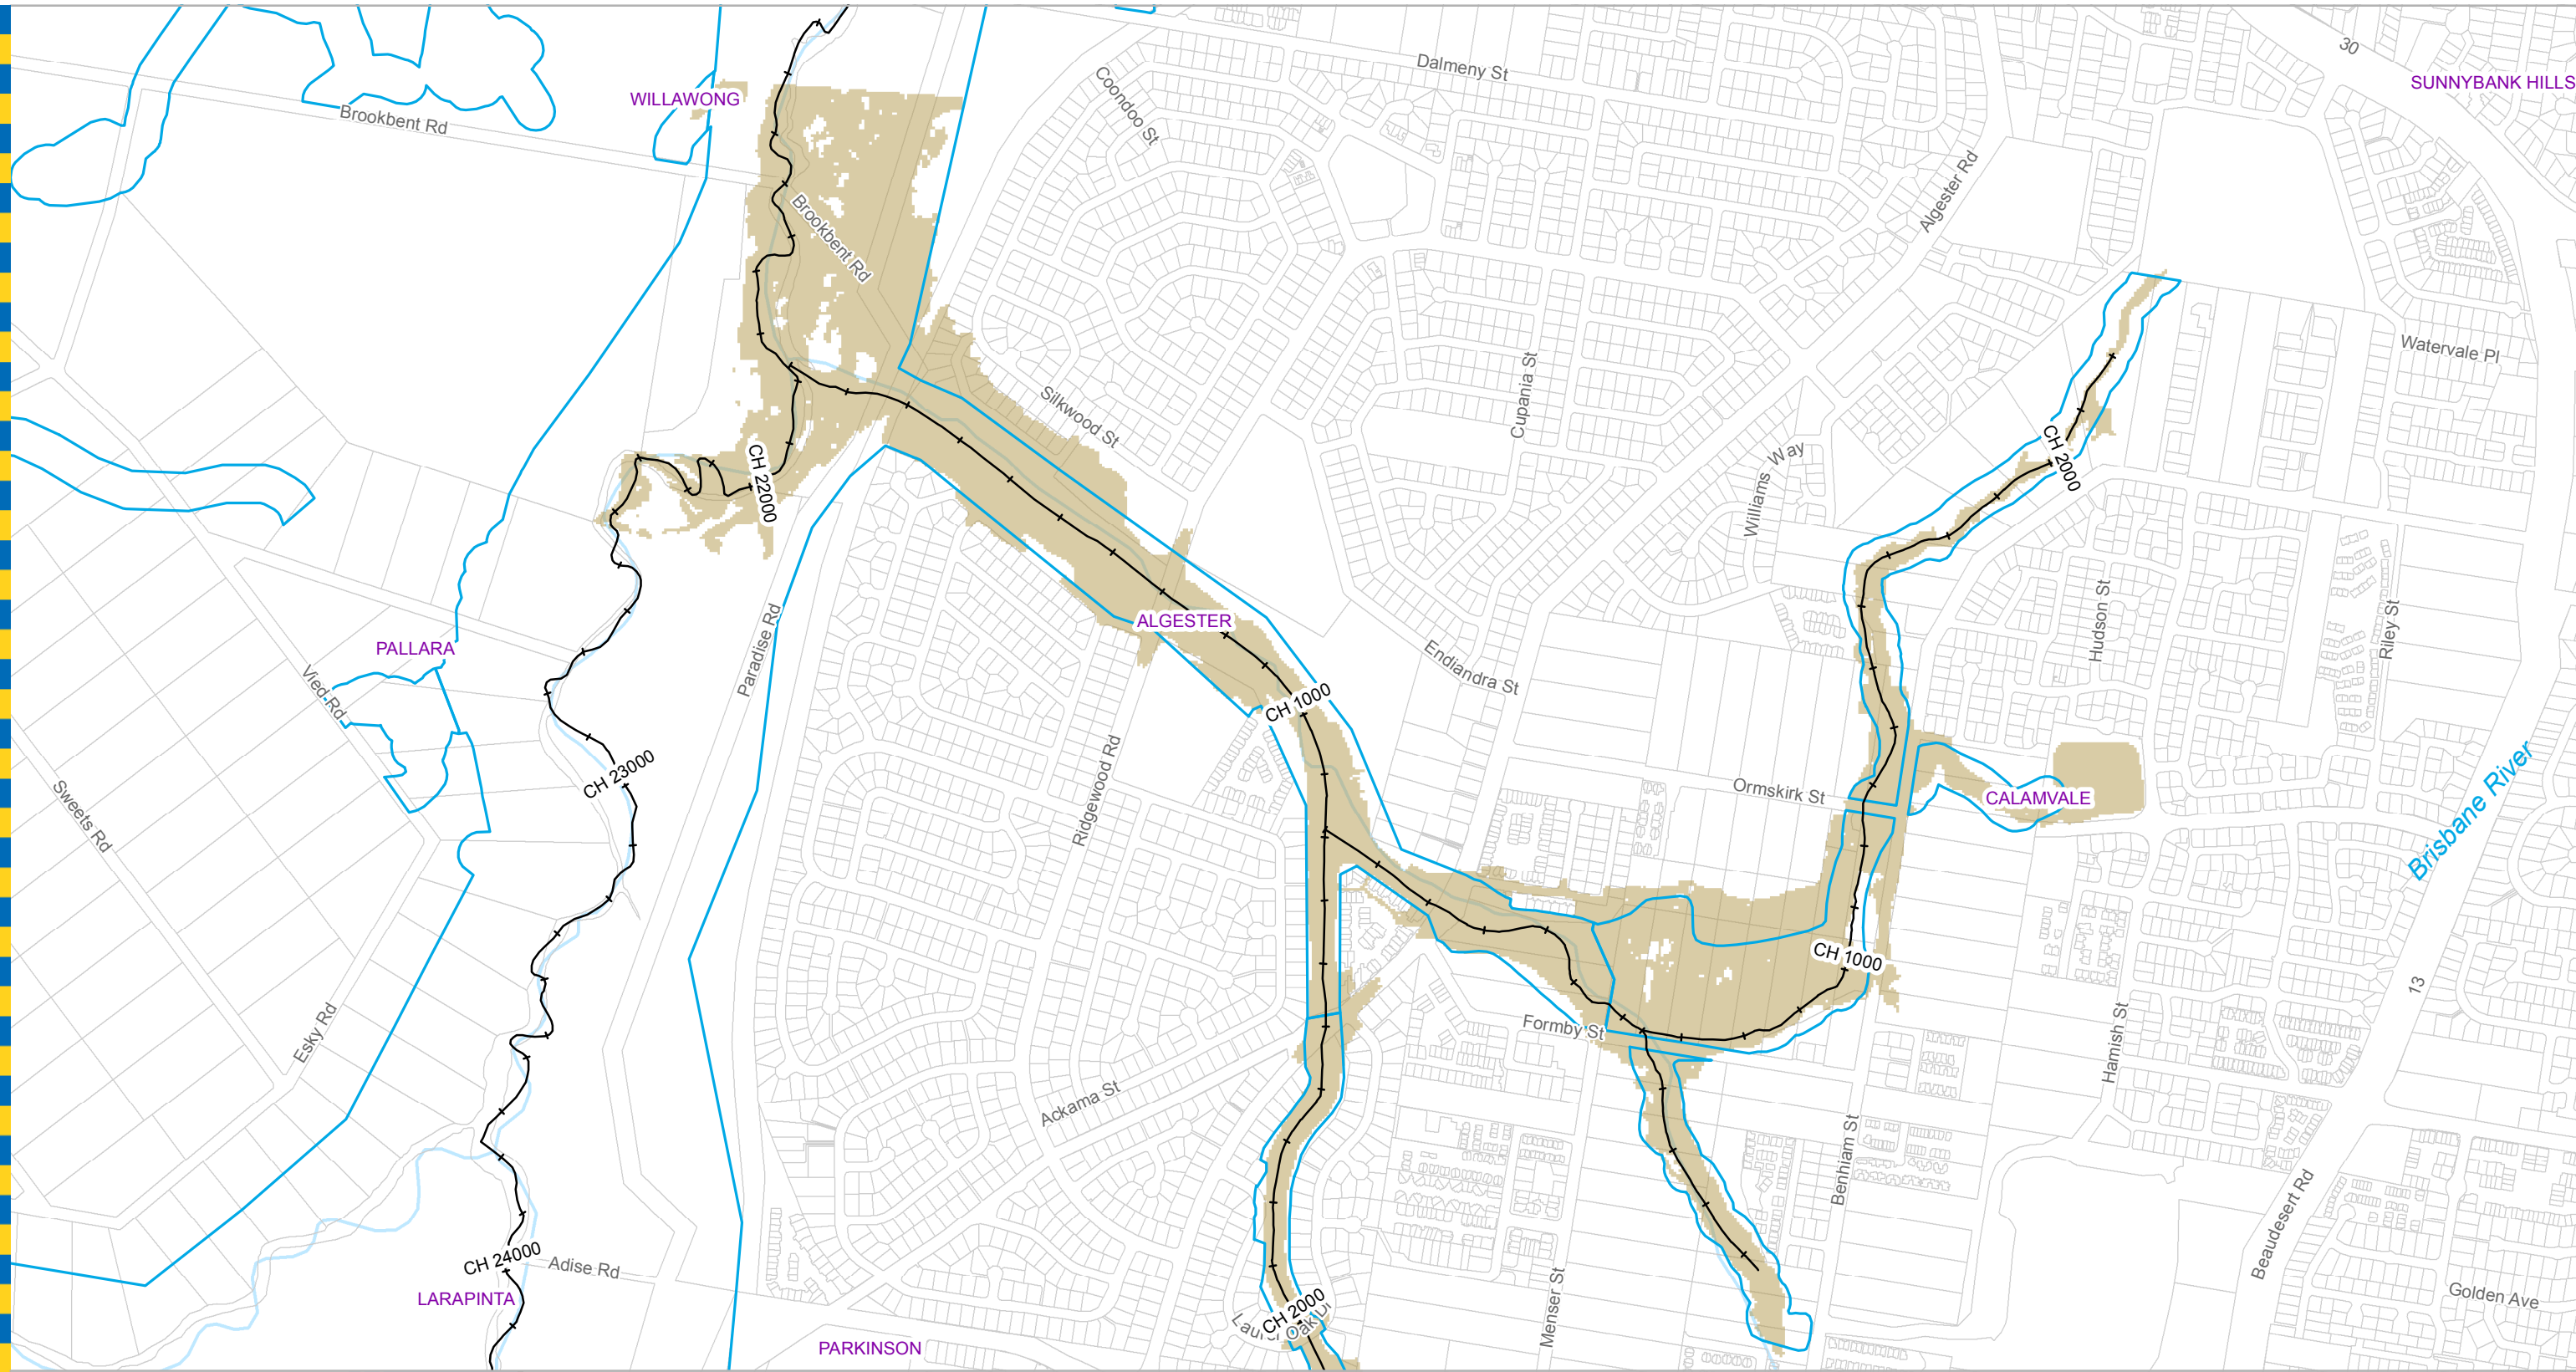 30
Dalmeny St
SUNNYBANK HILLS
WILLAWONG
Coondoo St
Brookbent Rd
Algester Rd
Brookbent Rd
Watervale Pl
Cupania St
Silkwood St
CH 2000
Williams Way
CH 22000
ALGESTER
Hudson St
Riley St
PALLARA
Paradise Rd
Endiandra St
Vied Rd
CH 1000
CH 23000
Ridgewood Rd
Ormskirk St
CALAMVALE
Brisbane River
Sweets Rd
CH 1000
13
Formby St
Esky Rd
Hamish St
Ackama St
Benhiam St
Beaudesert Rd
CH 24000
Adise Rd
Golden Ave
LARAPINTA
CH 2000
Laurel Oak Dr
Menser St
PARKINSON